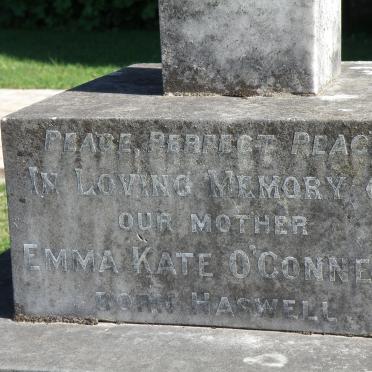 PEACE, PERFECT PEAC
IN LOVING MEMORY O
OUR MOTHER
EMMA KATE O'CONNE
BORN HASWELL